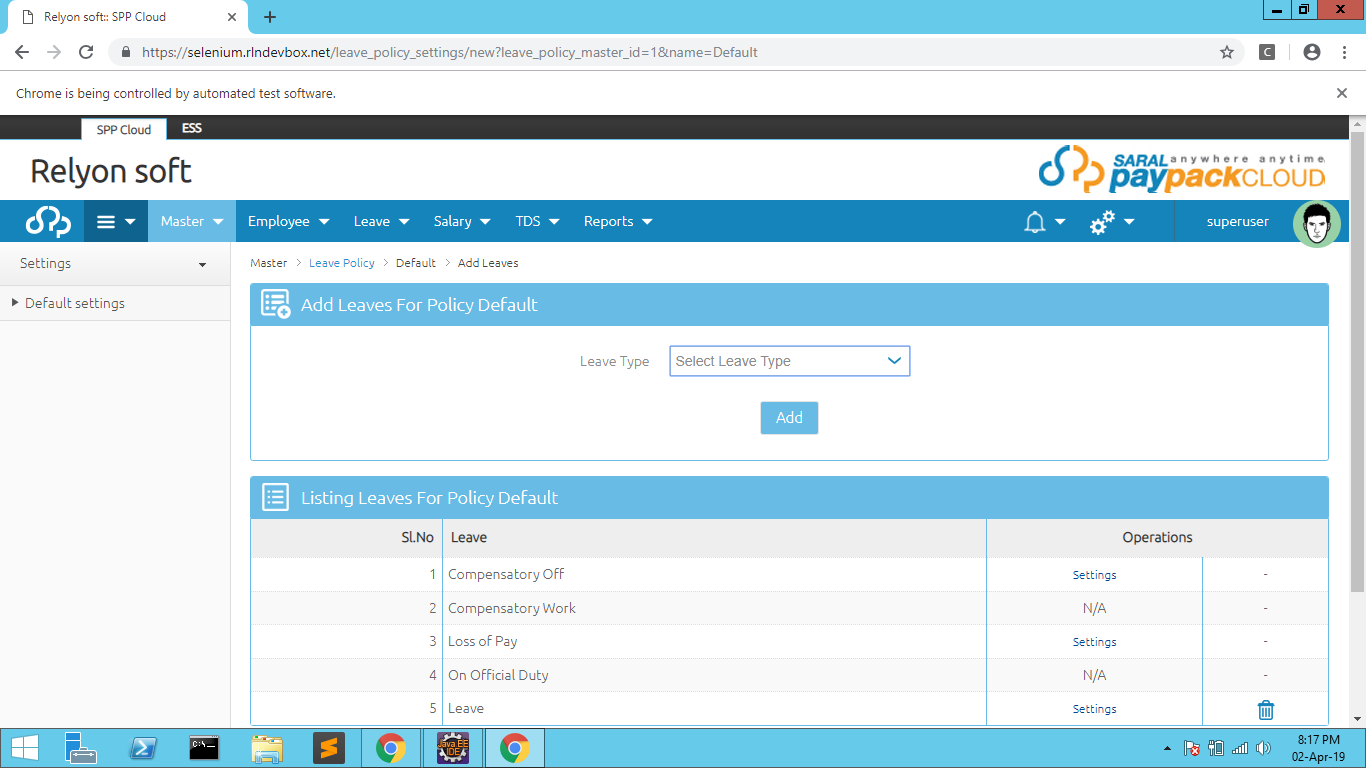 Relyon soft:: SPP Cloud
https://selenium.rlndevbox.net/leave_policy_settings/new?leave_policy_master_id=1&name=Default
C
Chrome is being controlled by automated test software.
SPP Cloud ESS
Relyon soft
SARAL anywhere anytime
paypackCLOUD
Master Employee Leave Salary TDS Reports superuser
Settings
Default settings
Master > Leave Policy > Default > Add Leaves
Add Leaves For Policy Default
Leave Type Select Leave Type
Add
Listing Leaves For Policy Default
Sl.No Leave Operations
1 Compensatory Off Settings -
2 Compensatory Work N/A -
3 Loss of Pay Settings -
4 On Official Duty N/A -
5 Leave Settings
C:\_
Java EE
IDE
8:17 PM
02-Apr-19